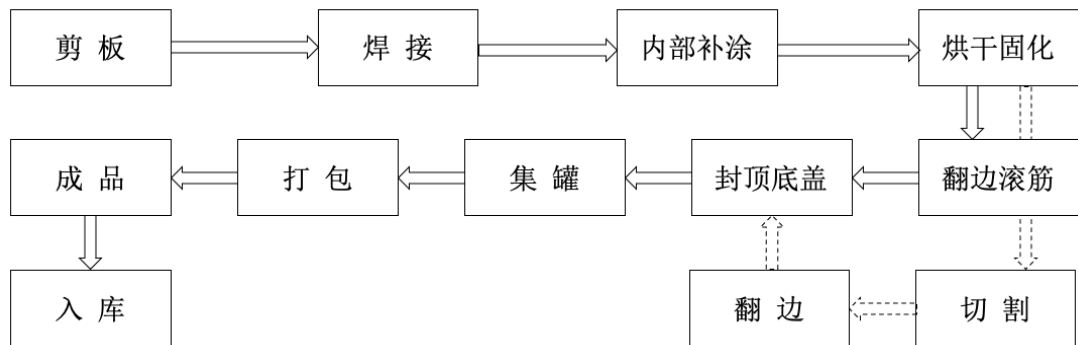 剪 板
焊 接
内部补涂
烘干固化
成 品
打 包
集 罐
封顶底盖
翻边滚筋
入 库
翻 边
切 割